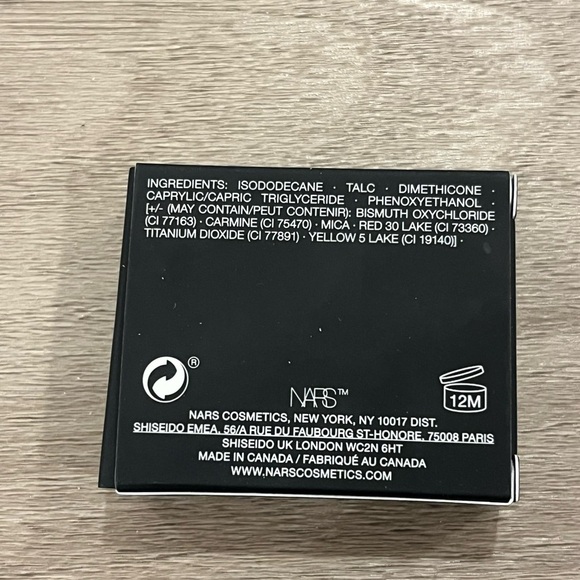 INGREDIENTS: ISODODECANE · TALC · DIMETHICONE ·
CAPRYLIC/CAPRIC TRIGLYCERIDE · PHENOXYETHANOL
[+/- (MAY CONTAIN/PEUT CONTENIR): BISMUTH OXYCHLORIDE
(CI 77163) · CARMINE (CI 75470) · MICA · RED 30 LAKE (CI 73360) ·
TITANIUM DIOXIDE (CI 77891) · YELLOW 5 LAKE (CI 19140)] ·
®
NARS™
12M
NARS COSMETICS, NEW YORK, NY 10017 DIST.
SHISEIDO EMEA, 56/A RUE DU FAUBOURG ST-HONORE, 75008 PARIS
SHISEIDO UK LONDON WC2N 6HT
MADE IN CANADA / FABRIQUÉ AU CANADA
WWW.NARSCOSMETICS.COM